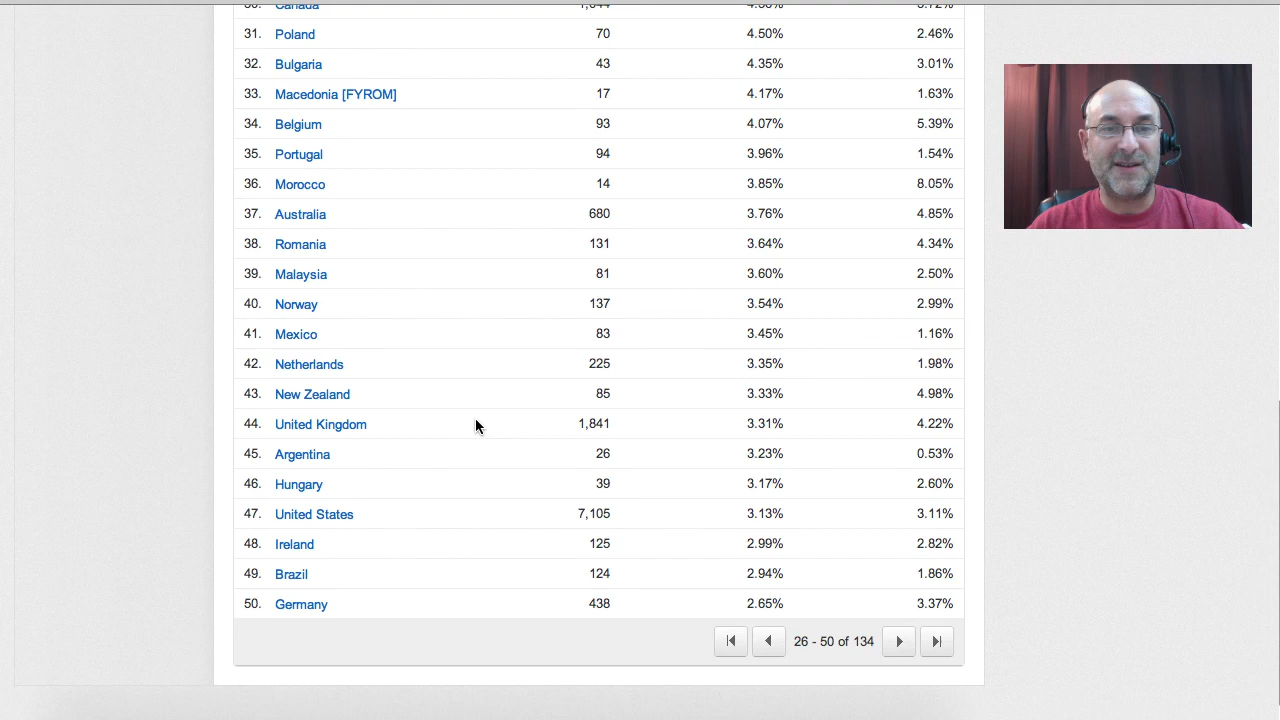 31. Poland 70 4.50% 2.46%
32. Bulgaria 43 4.35% 3.01%
33. Macedonia [FYROM] 17 4.17% 1.63%
34. Belgium 93 4.07% 5.39%
35. Portugal 94 3.96% 1.54%
36. Morocco 14 3.85% 8.05%
37. Australia 680 3.76% 4.85%
38. Romania 131 3.64% 4.34%
39. Malaysia 81 3.60% 2.50%
40. Norway 137 3.54% 2.99%
41. Mexico 83 3.45% 1.16%
42. Netherlands 225 3.35% 1.98%
43. New Zealand 85 3.33% 4.98%
44. United Kingdom 1,841 3.31% 4.22%
45. Argentina 26 3.23% 0.53%
46. Hungary 39 3.17% 2.60%
47. United States 7,105 3.13% 3.11%
48. Ireland 125 2.99% 2.82%
49. Brazil 124 2.94% 1.86%
50. Germany 438 2.65% 3.37%
26 - 50 of 134